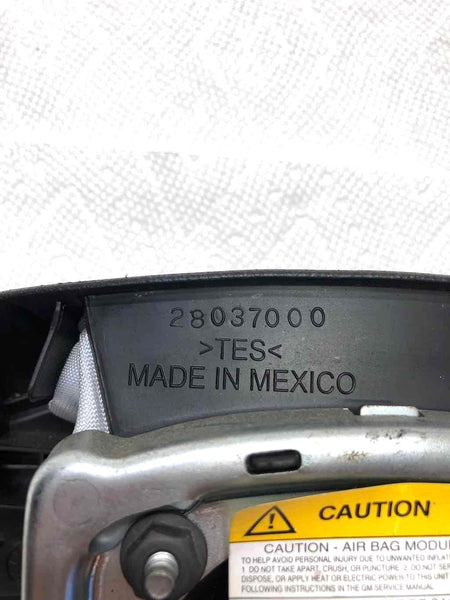 28037000
>TES<
MADE IN MEXICO
CAUTION
CAUTION - AIR BAG MODU
TO HELP AVOID PERSONAL INJURY DUE TO UNWANTED INFLAT
1 DO NOT TAKE APART, CRUSH, OR PUNCTURE 2 DO NOT SE
DISPOSE, OR APPLY HEAT OR ELECTRIC POWER TO THIS UNIT
INSTRUCTIONS IN THE GM SERVICE MANUAL